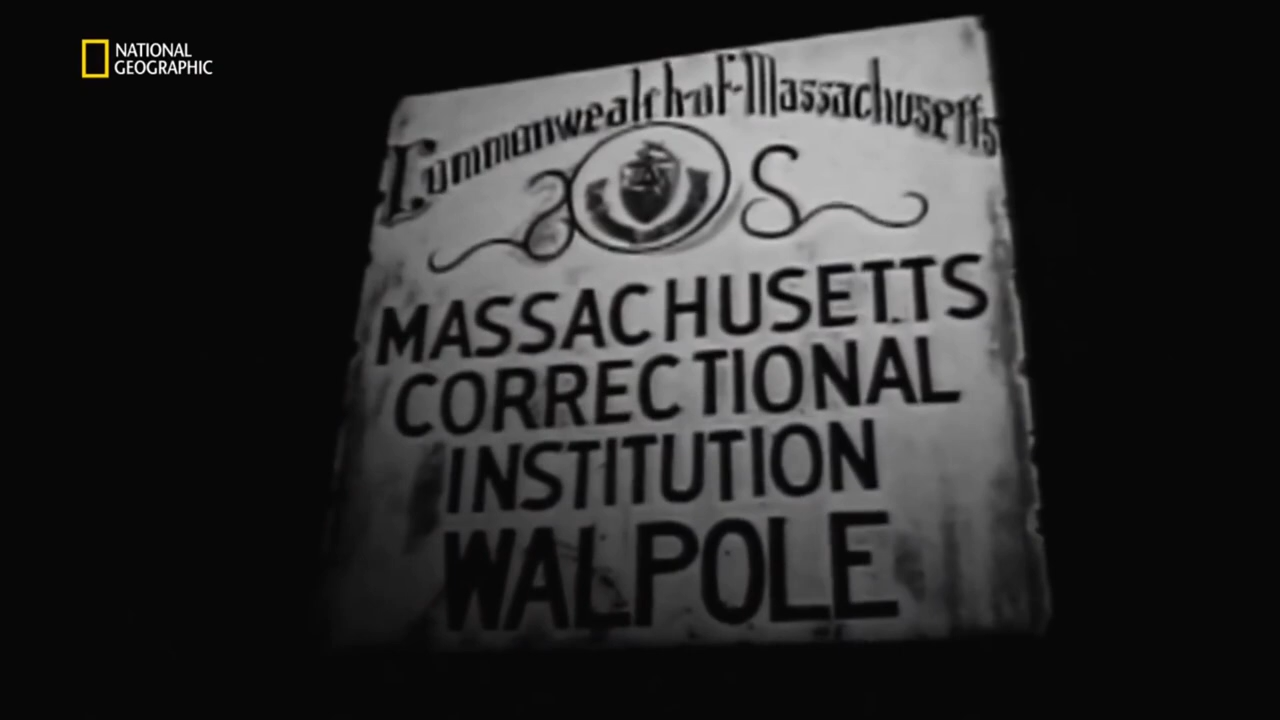 NATIONAL
GEOGRAPHIC
Commonwealth of Massachusetts
MASSACHUSETTS
CORRECTIONAL
INSTITUTION
WALPOLE